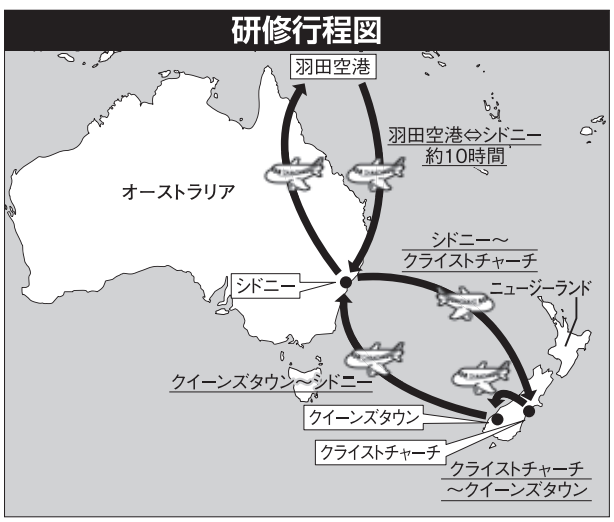 研修行程図
羽田空港
羽田空港⇔シドニー
約10時間
オーストラリア
シドニー～
クライストチャーチ
シドニー
ニュージーランド
クイーンズタウン～シドニー
クイーンズタウン
クライストチャーチ
クライストチャーチ
～クイーンズタウン